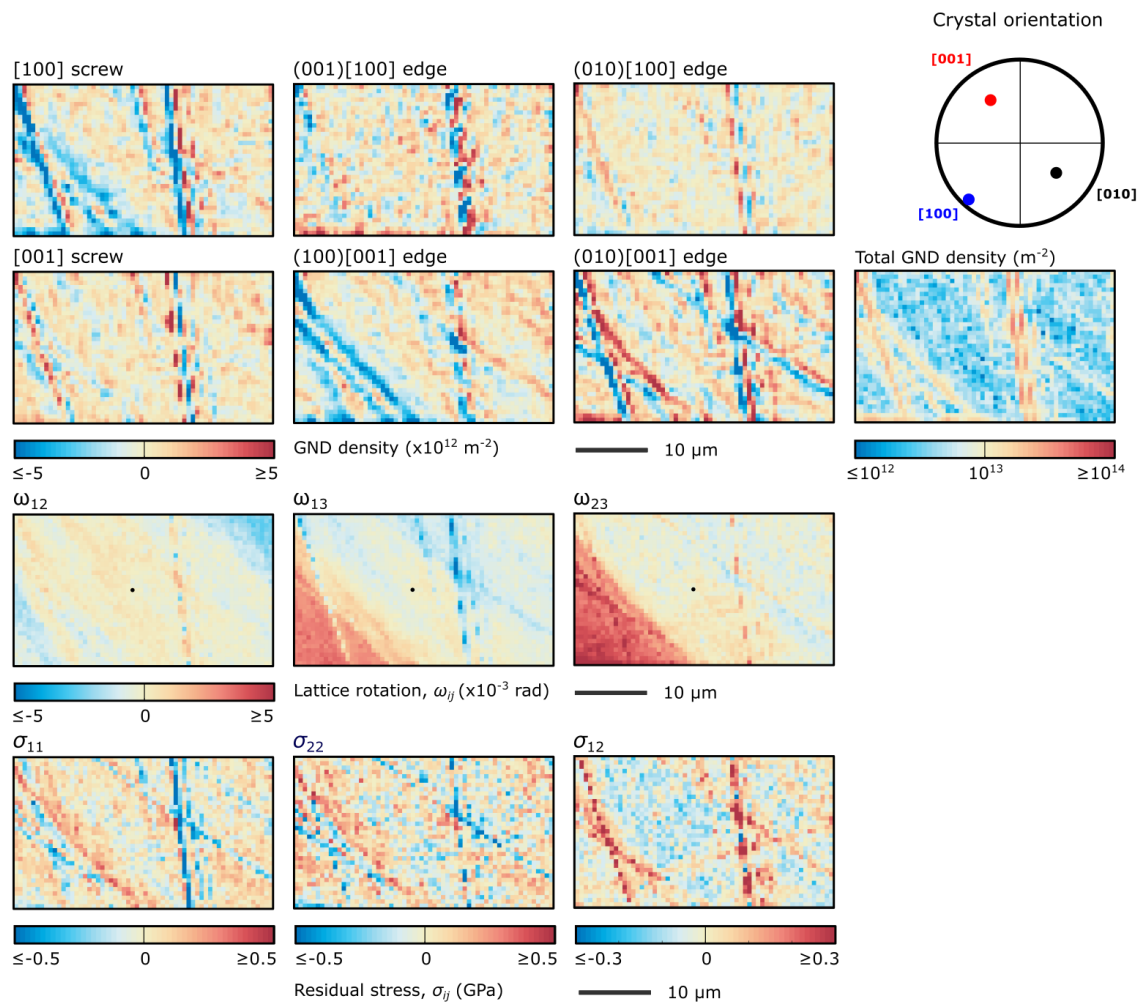 Crystal orientation
[100] screw
(001)[100] edge
(010)[100] edge
[001]
[100]
[010]
[001] screw
(100)[001] edge
(010)[001] edge
Total GND density (m⁻²)
≤-5 0 ≥5
GND density (x10¹² m⁻²)
10 μm
≤10¹² 10¹³ ≥10¹⁴
ω₁₂
ω₁₃
ω₂₃
≤-5 0 ≥5
Lattice rotation, ωᵢⱼ (x10⁻³ rad)
10 μm
σ₁₁
σ₂₂
σ₁₂
≤-0.5 0 ≥0.5
≤-0.5 0 ≥0.5
≤-0.3 0 ≥0.3
Residual stress, σᵢⱼ (GPa)
10 μm